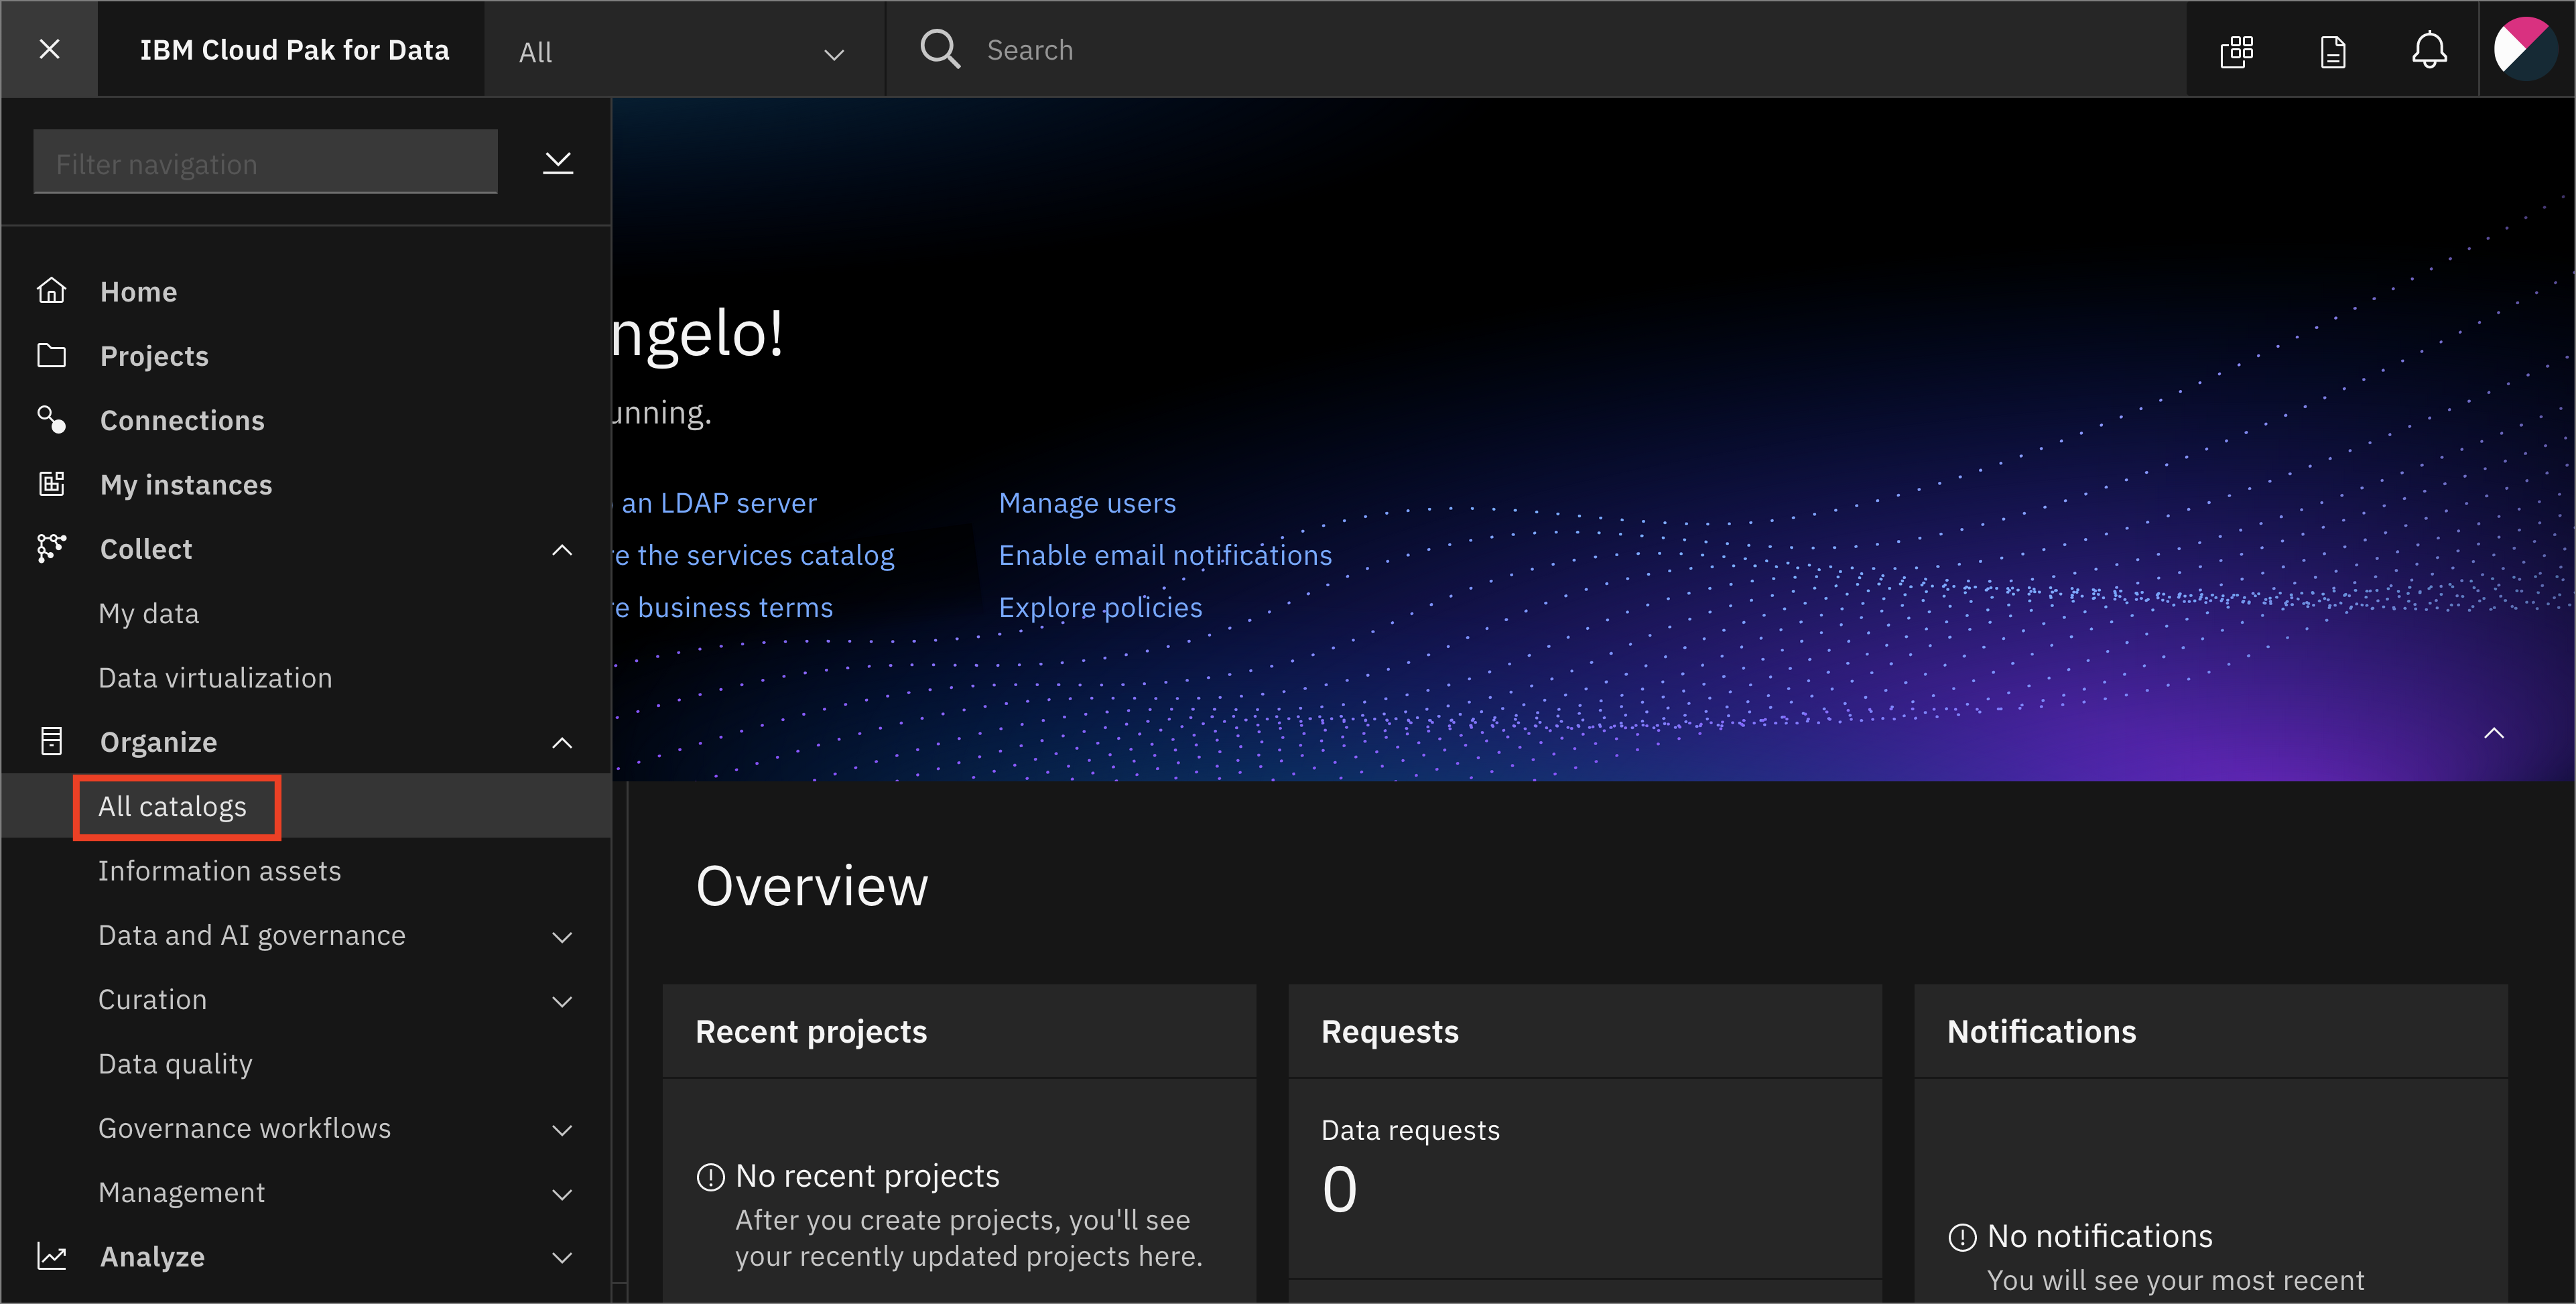 IBM Cloud Pak for Data
All
Search
Filter navigation
Home
Projects
Connections
My instances
Collect
My data
Data virtualization
Organize
All catalogs
Information assets
Data and AI governance
Curation
Data quality
Governance workflows
Management
Analyze
ngelo!
unning.
an LDAP server
Manage users
e the services catalog
Enable email notifications
e business terms
Explore policies
Overview
Recent projects
No recent projects
After you create projects, you'll see
your recently updated projects here.
Requests
Data requests
0
Notifications
No notifications
You will see your most recent